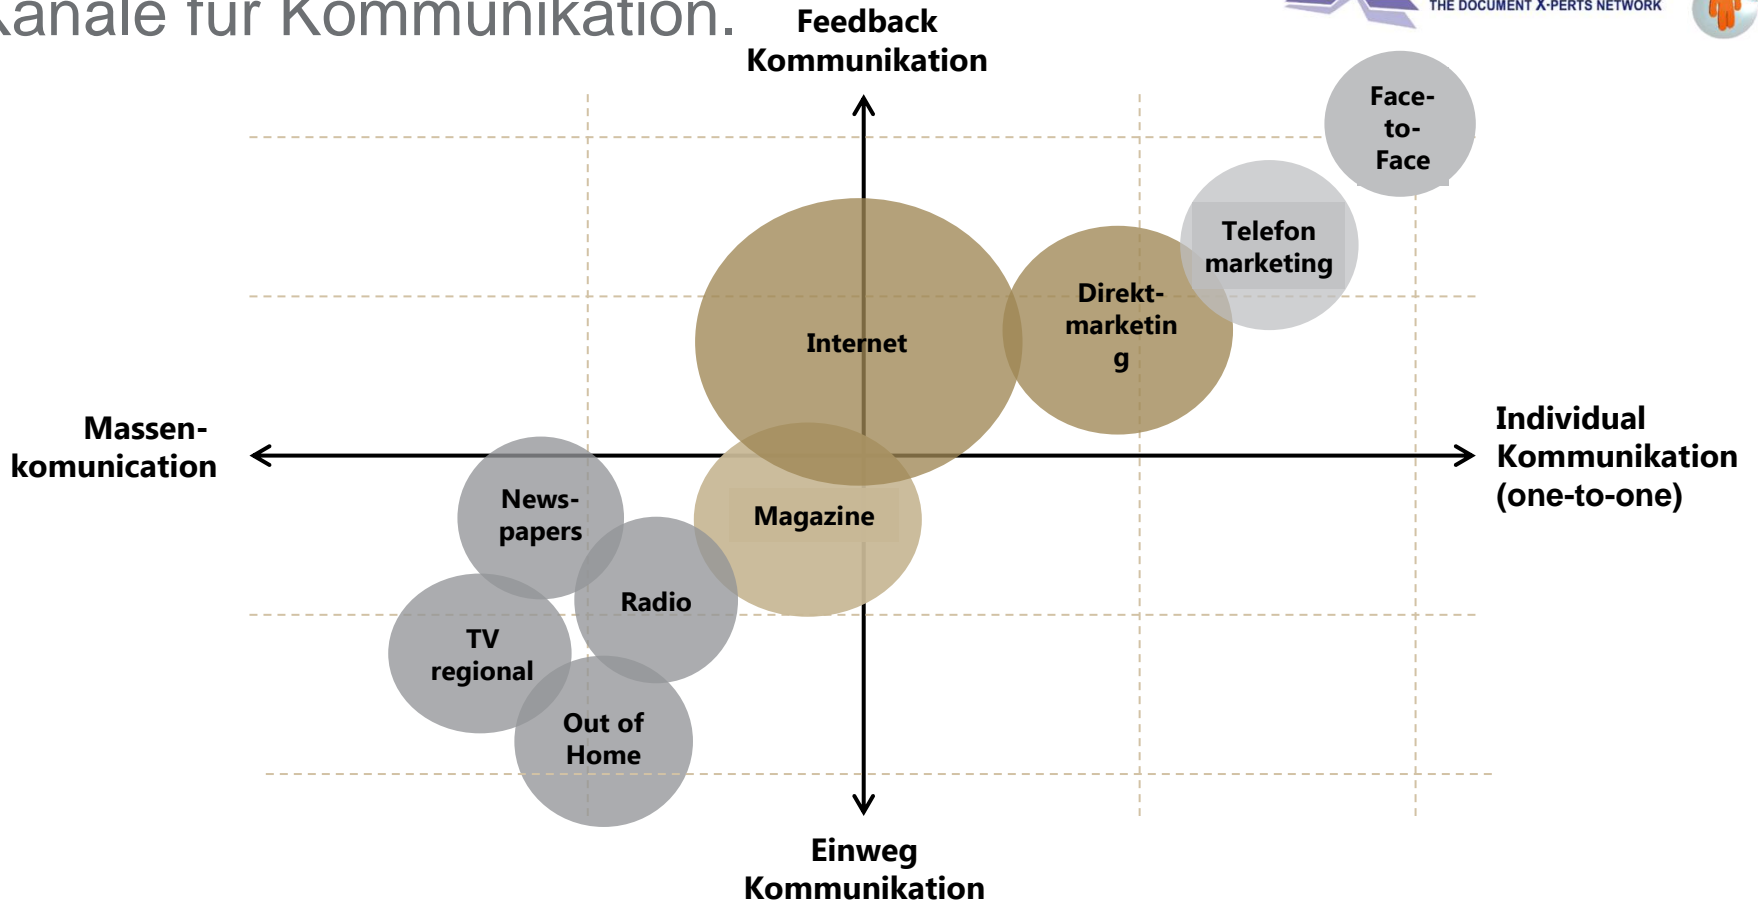 Kanäle für Kommunikation.
THE DOCUMENT X-PERTS NETWORK
Feedback
Kommunikation
Face-
to-
Face
Telefon
marketing
Direkt-
marketin
g
Internet
Massen-
komunication
Individual
Kommunikation
(one-to-one)
News-
papers
Magazine
Radio
TV
regional
Out of
Home
Einweg
Kommunikation